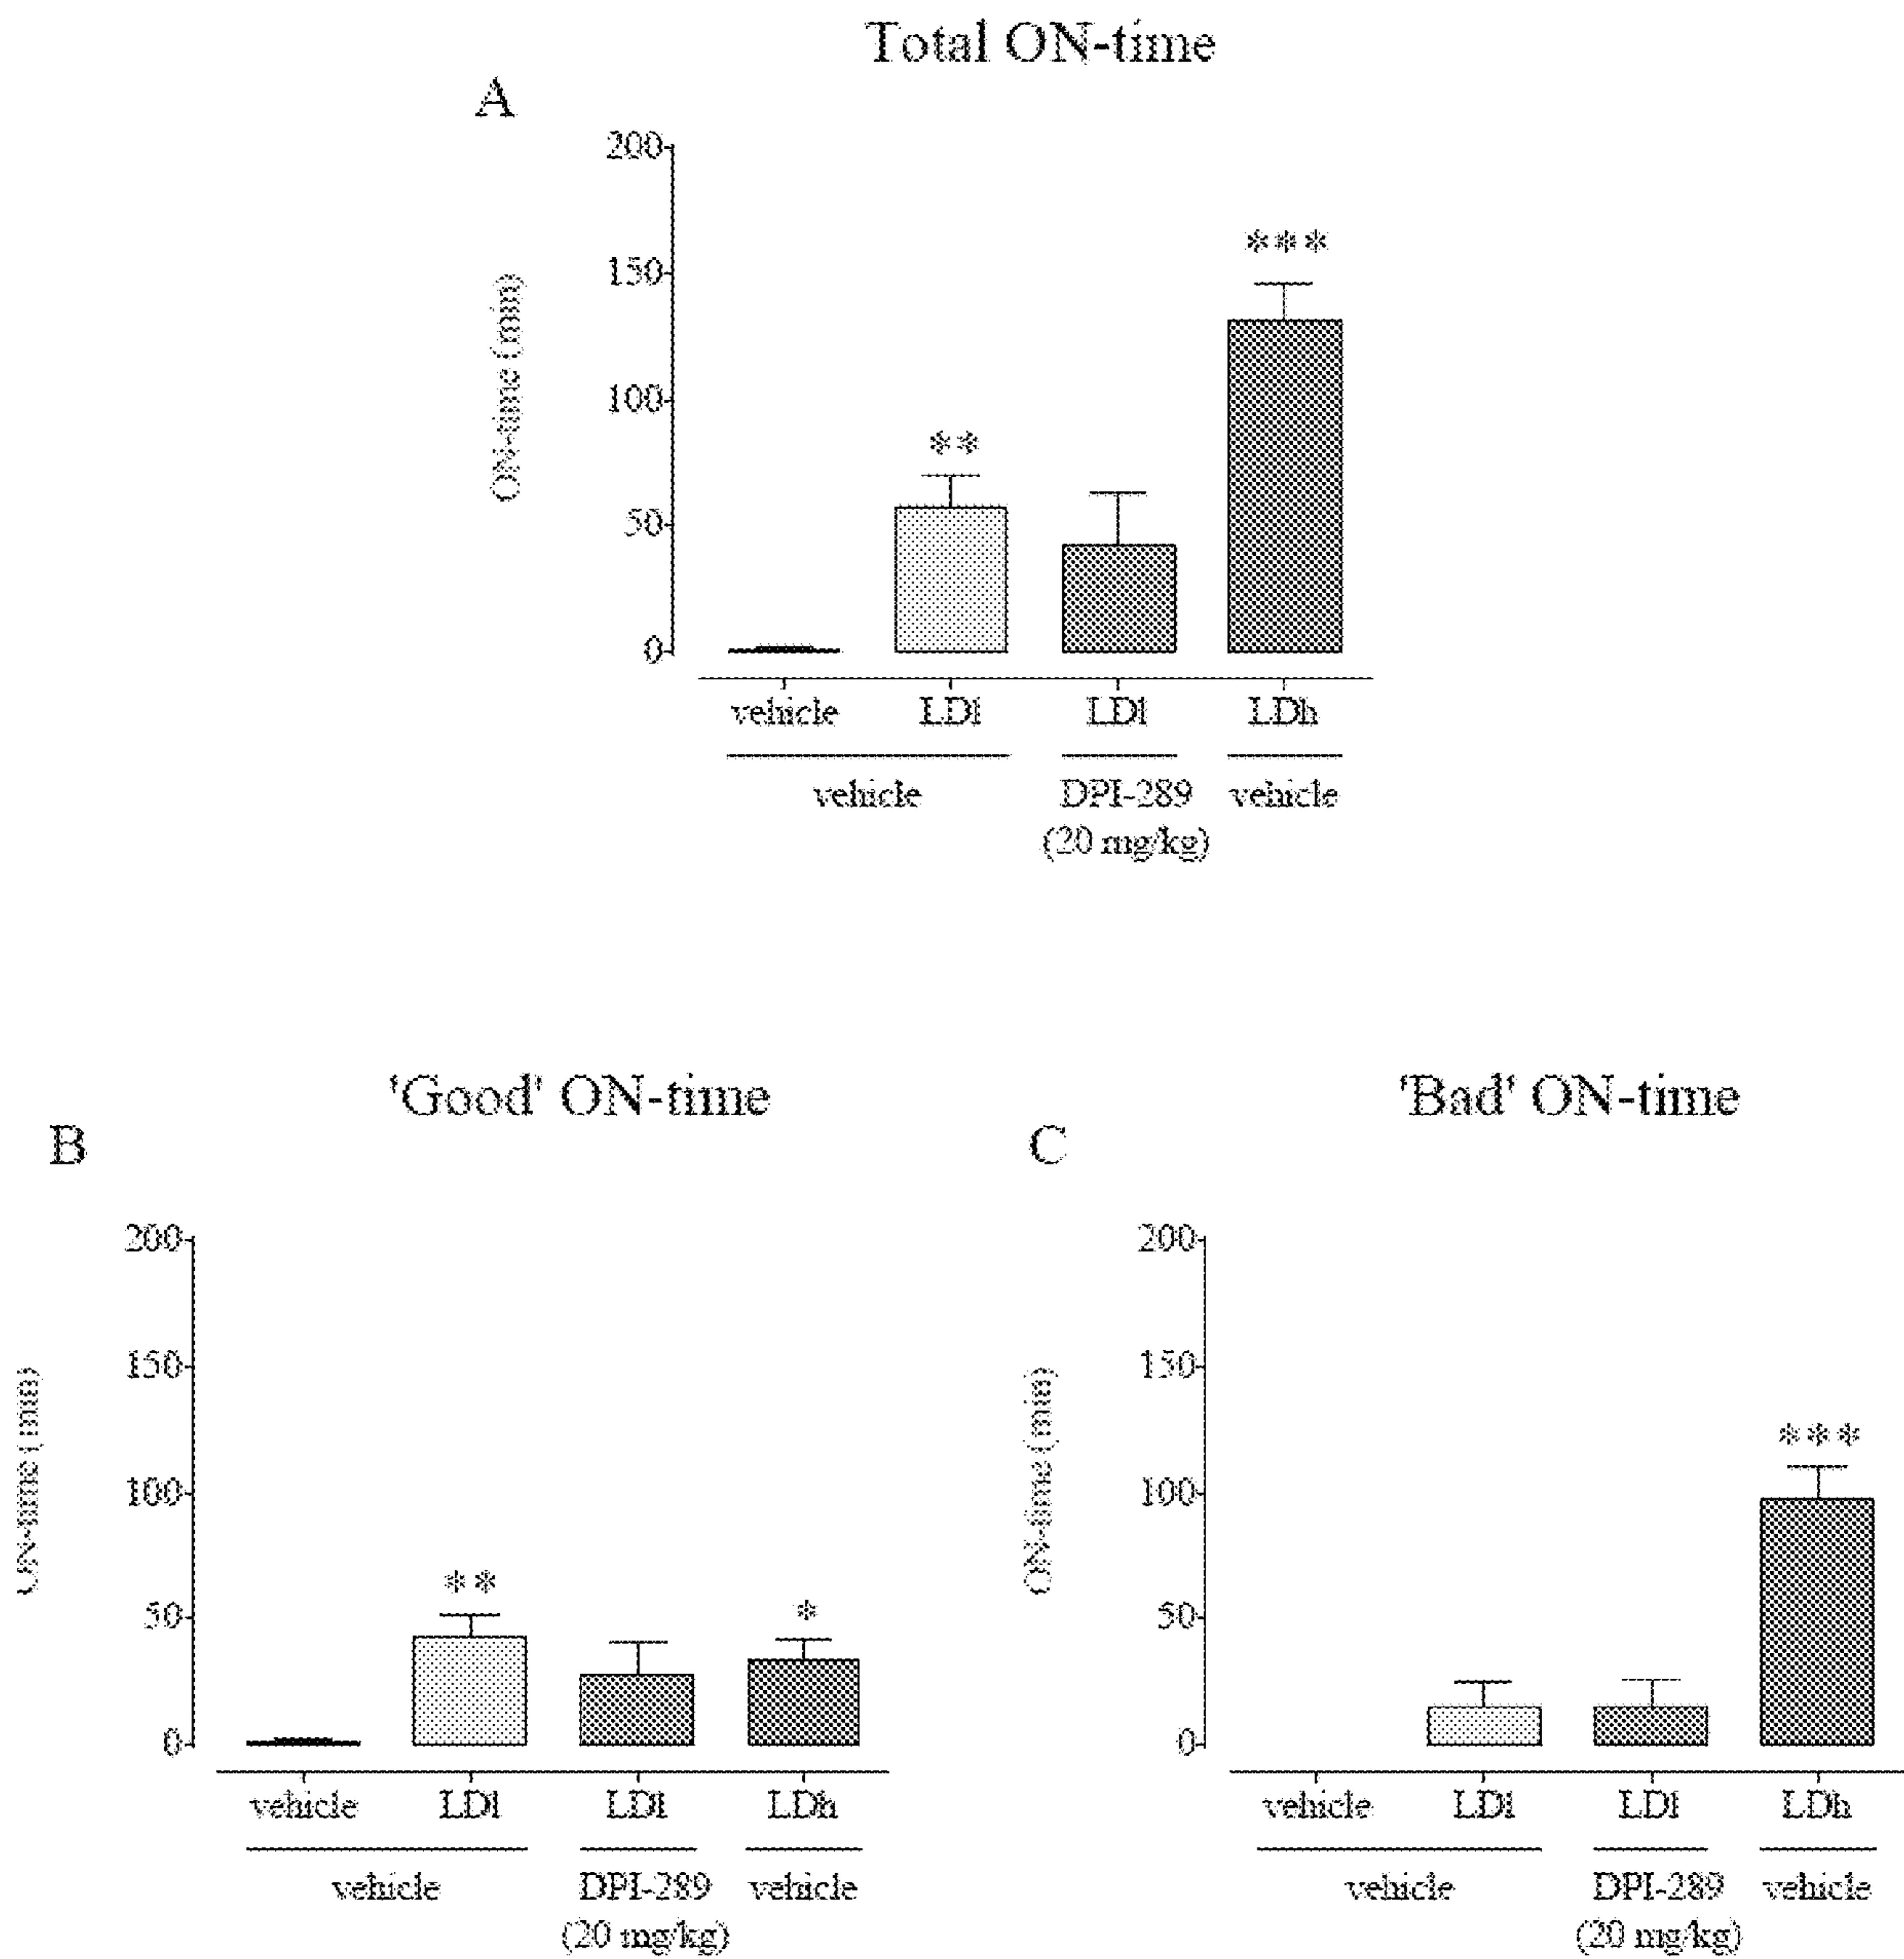 Total ON-time
A
200
***
150
ON-time (min)
100
**
50
0
vehicle LDl LDl LDh
vehicle DPI-289 vehicle
(20 mg/kg)
'Good' ON-time
B
200
150
ON-time (min)
100
**
50
*
0
vehicle LDl LDl LDh
vehicle DPI-289 vehicle
(20 mg/kg)
'Bad' ON-time
C
200
150
***
ON-time (min)
100
50
0
vehicle LDl LDl LDh
vehicle DPI-289 vehicle
(20 mg/kg)